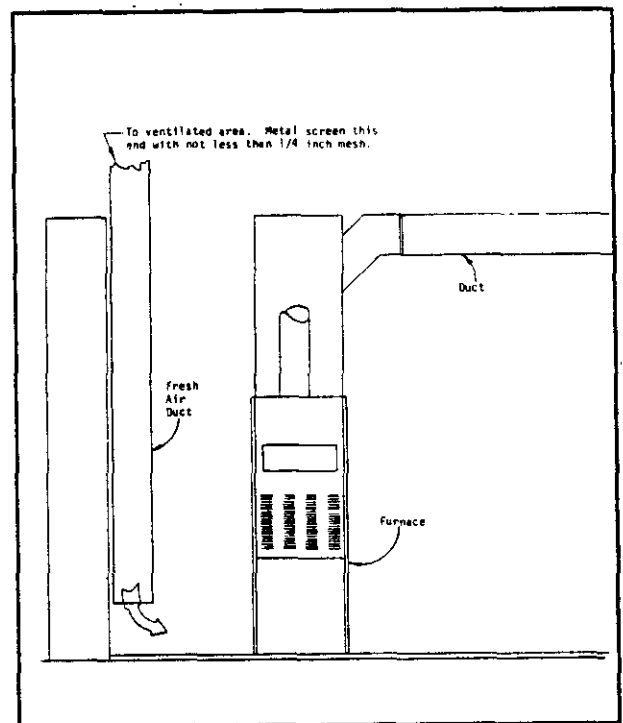 To ventilated area. Metal screen this
end with not less than 1/4 inch mesh.
Duct
Fresh
Air
Duct
Furnace